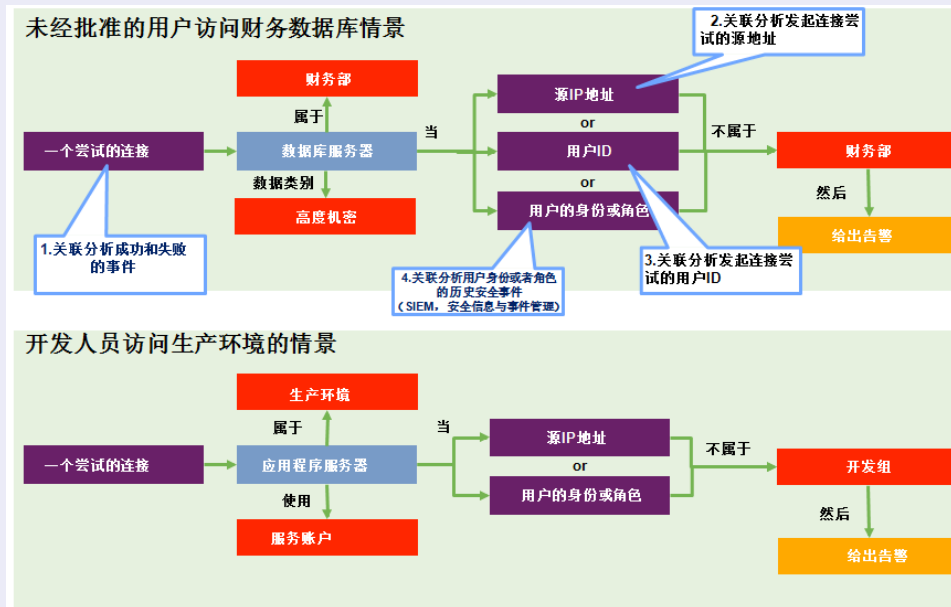 未经批准的用户访问财务数据库情景
2.关联分析发起连接尝
试的源地址
财务部
源IP地址
属于
当
or
不属于
一个尝试的连接
数据库服务器
用户ID
财务部
数据类别
or
然后
高度机密
用户的身份或角色
给出告警
1.关联分析成功和失败
的事件
4.关联分析用户身份或者角色
的历史安全事件
（SIEM，安全信息与事件管理）
3.关联分析发起连接尝
试的用户ID
开发人员访问生产环境的情景
生产环境
属于
当
源IP地址
不属于
一个尝试的连接
应用程序服务器
or
开发组
使用
用户的身份或角色
然后
服务账户
给出告警